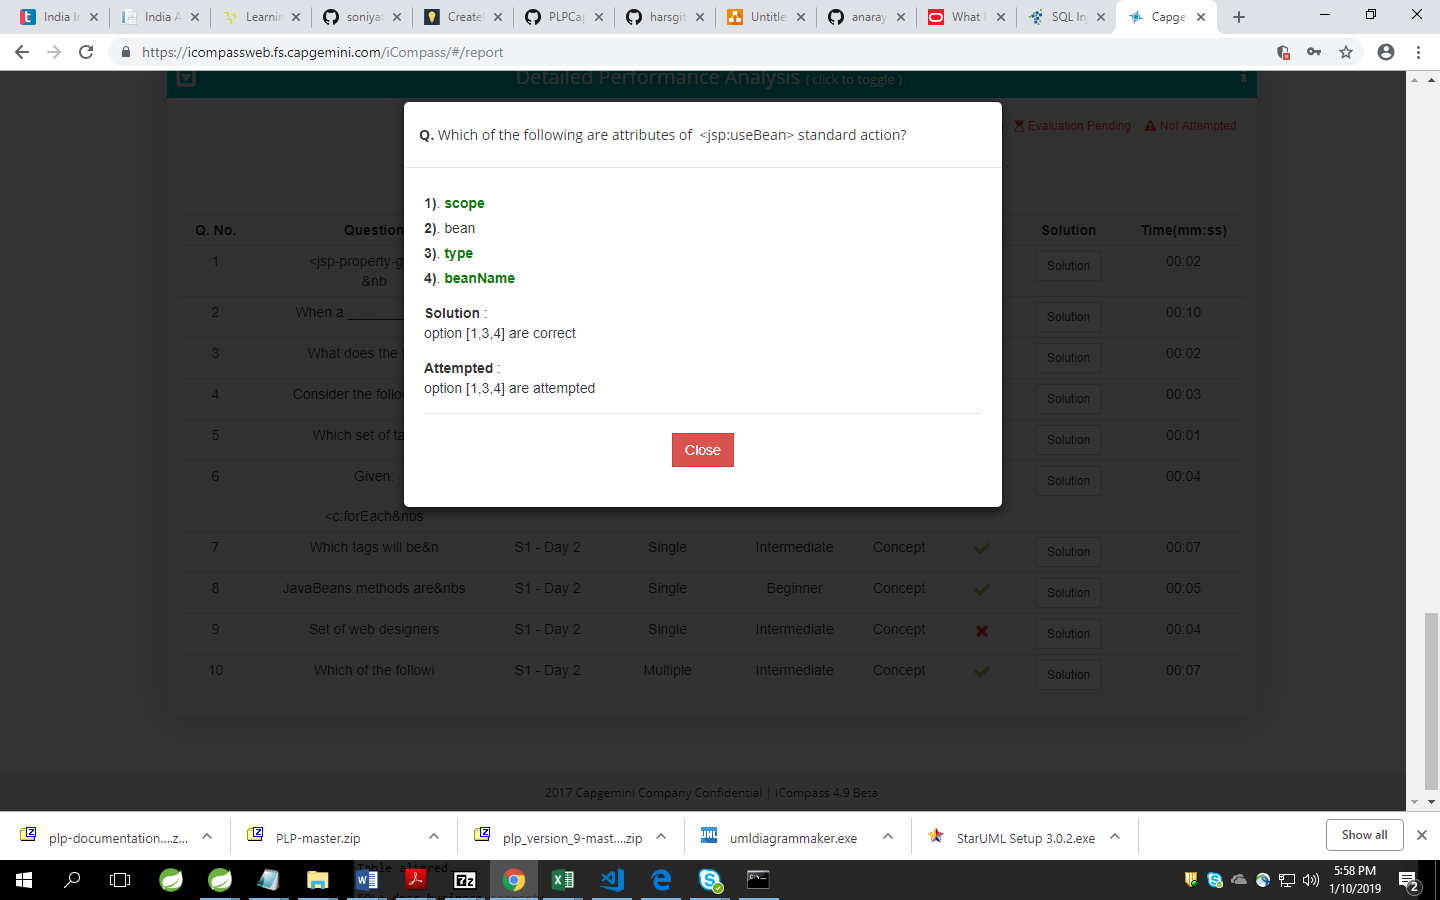 India In
India A
Learnin
soniyat
Create
PLPCap
harsgit
Untitle
anaray
What I
SQL Inj
Capge
https://icompassweb.fs.capgemini.com/iCompass/#/report
Detailed Performance Analysis ( click to toggle )
Evaluation Pending
Not Attempted
Q. Which of the following are attributes of <jsp:useBean> standard action?
1). scope
2). bean
3). type
4). beanName
Solution :
option [1,3,4] are correct
Attempted :
option [1,3,4] are attempted
Close
Q. No. Question Solution Time(mm:ss)
1 <jsp-property-g Solution 00:02
&nb
2 When a Solution 00:10
3 What does the Solution 00:02
4 Consider the follo Solution 00:03
5 Which set of ta Solution 00:01
6 Given: Solution 00:04
<c:forEach&nbs
7 Which tags will be&n S1 - Day 2 Single Intermediate Concept Solution 00:07
8 JavaBeans methods are&nbs S1 - Day 2 Single Beginner Concept Solution 00:05
9 Set of web designers S1 - Day 2 Single Intermediate Concept Solution 00:04
10 Which of the followi S1 - Day 2 Multiple Intermediate Concept Solution 00:07
2017 Capgemini Company Confidential | iCompass 4.9 Beta
plp-documentation....z...
PLP-master.zip
plp_version_9-mast....zip
umldiagrammaker.exe
StarUML Setup 3.0.2.exe
Show all
Table altered.
5:58 PM
1/10/2019
2